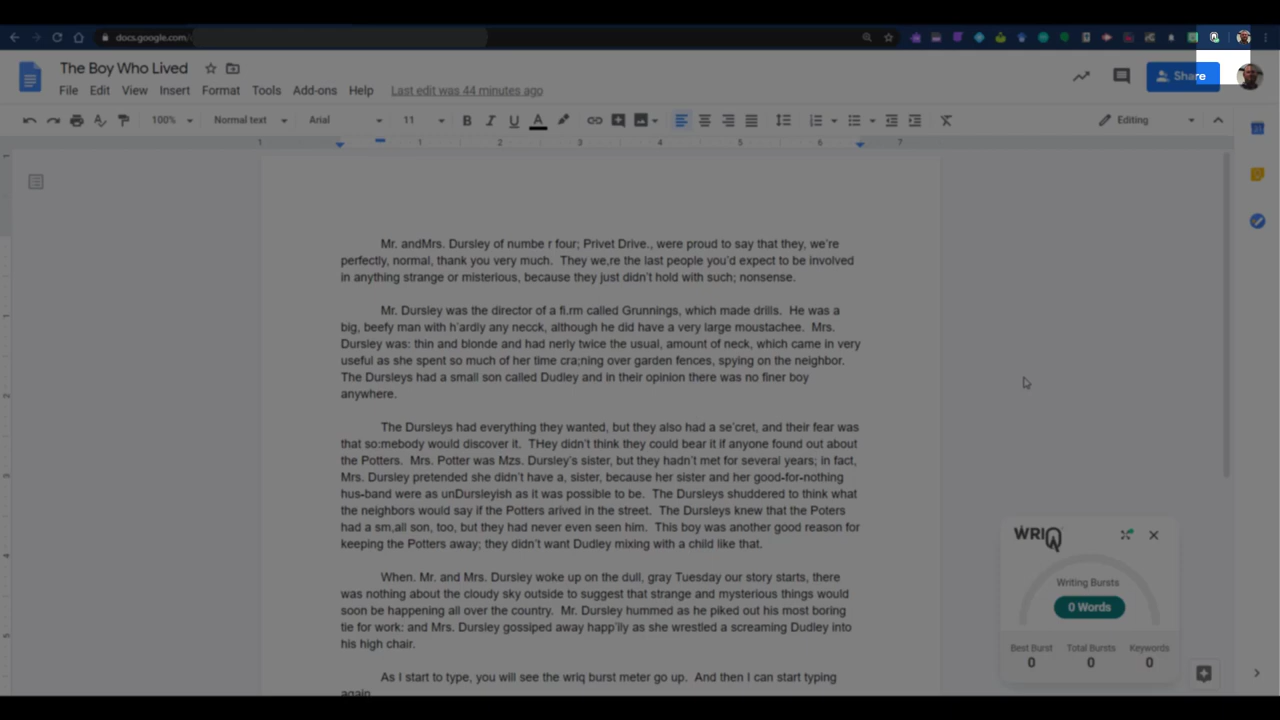 docs.google.com/
The Boy Who Lived
Share
File Edit View Insert Format Tools Add-ons Help Last edit was 44 minutes ago
100% Normal text Arial 11 B I U A Editing
1 1 2 3 4 5 6 7
Mr. andMrs. Dursley of numbe r four; Privet Drive., were proud to say that they, we're
perfectly, normal, thank you very much. They we,re the last people you'd expect to be involved
in anything strange or misterious, because they just didn't hold with such; nonsense.
Mr. Dursley was the director of a fi.rm called Grunnings, which made drills. He was a
big, beefy man with h'ardly any necck, although he did have a very large moustachee. Mrs.
Dursley was: thin and blonde and had nerly twice the usual, amount of neck, which came in very
useful as she spent so much of her time cra;ning over garden fences, spying on the neighbor.
The Dursleys had a small son called Dudley and in their opinion there was no finer boy
anywhere.
The Dursleys had everything they wanted, but they also had a se'cret, and their fear was
that so:mebody would discover it. THey didn't think they could bear it if anyone found out about
the Potters. Mrs. Potter was Mzs. Dursley's sister, but they hadn't met for several years; in fact,
Mrs. Dursley pretended she didn't have a, sister, because her sister and her good-for-nothing
hus-band were as unDursleyish as it was possible to be. The Dursleys shuddered to think what
the neighbors would say if the Potters arived in the street. The Dursleys knew that the Poters
had a sm,all son, too, but they had never even seen him. This boy was another good reason for
keeping the Potters away; they didn't want Dudley mixing with a child like that.
When. Mr. and Mrs. Dursley woke up on the dull, gray Tuesday our story starts, there
was nothing about the cloudy sky outside to suggest that strange and mysterious things would
soon be happening all over the country. Mr. Dursley hummed as he piked out his most boring
tie for work: and Mrs. Dursley gossiped away happ'lly as she wrestled a screaming Dudley into
his high chair.
As I start to type, you will see the wriq burst meter go up. And then I can start typing
again
WRIQ
Writing Bursts
0 Words
Best Burst Total Bursts Keywords
0 0 0